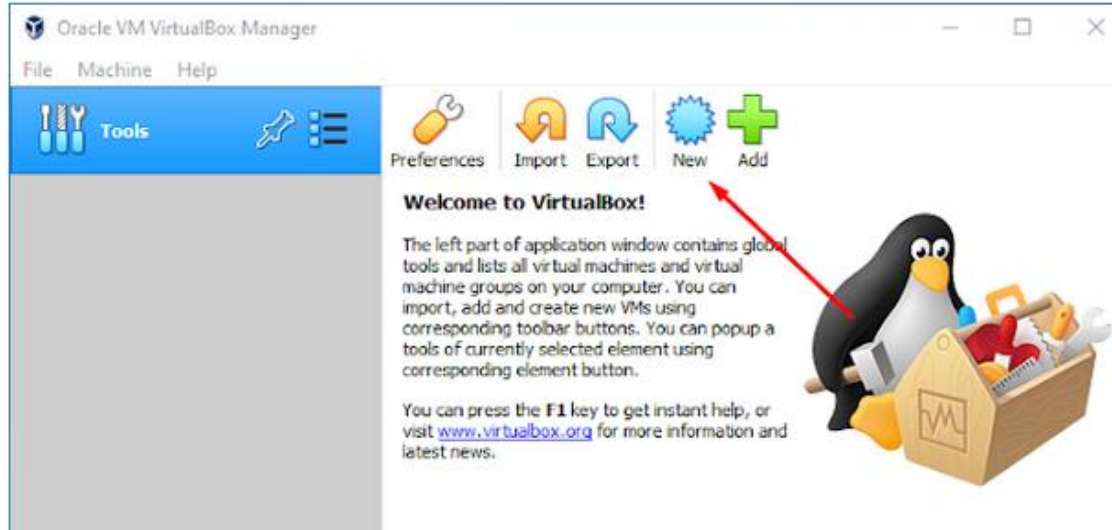 Oracle VM VirtualBox Manager
File Machine Help
Tools
Preferences Import Export New Add
Welcome to VirtualBox!
The left part of application window contains global
tools and lists all virtual machines and virtual
machine groups on your computer. You can
import, add and create new VMs using
corresponding toolbar buttons. You can popup a
tools of currently selected element using
corresponding element button.
You can press the F1 key to get instant help, or
visit www.virtualbox.org for more information and
latest news.